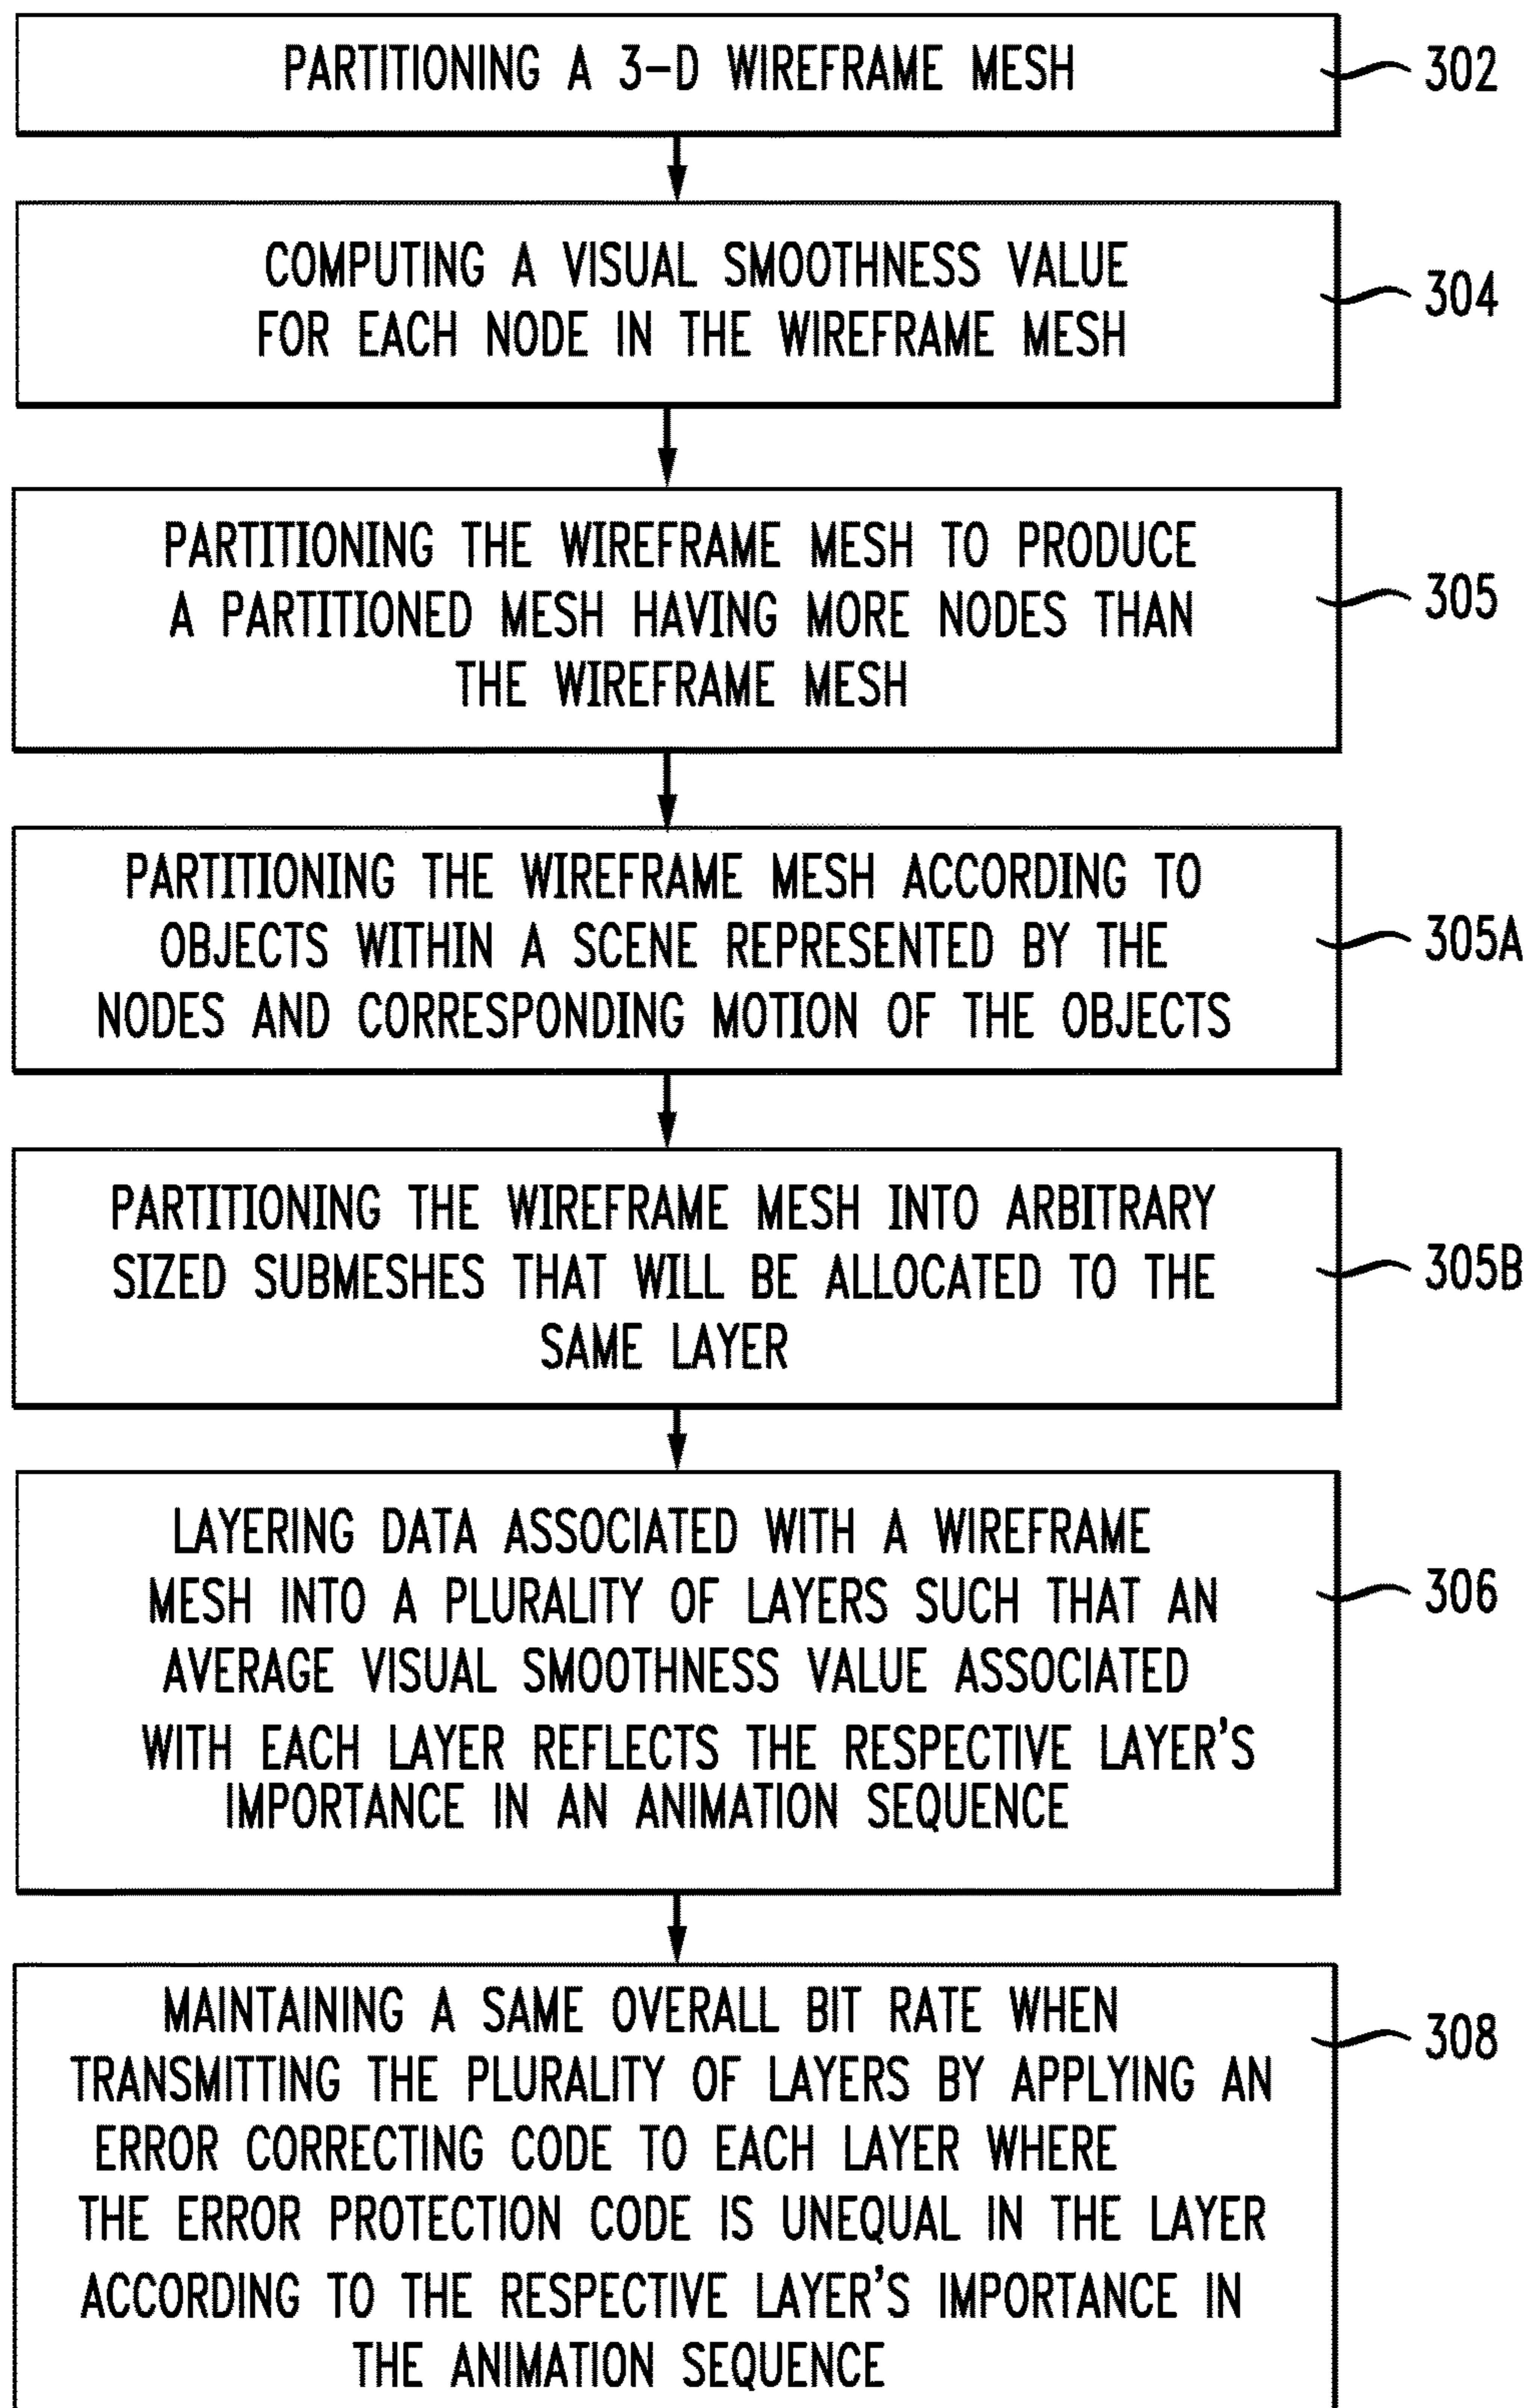 PARTITIONING A 3-D WIREFRAME MESH
302
COMPUTING A VISUAL SMOOTHNESS VALUE
FOR EACH NODE IN THE WIREFRAME MESH
304
PARTITIONING THE WIREFRAME MESH TO PRODUCE
A PARTITIONED MESH HAVING MORE NODES THAN
THE WIREFRAME MESH
305
PARTITIONING THE WIREFRAME MESH ACCORDING TO
OBJECTS WITHIN A SCENE REPRESENTED BY THE
NODES AND CORRESPONDING MOTION OF THE OBJECTS
305A
PARTITIONING THE WIREFRAME MESH INTO ARBITRARY
SIZED SUBMESHES THAT WILL BE ALLOCATED TO THE
SAME LAYER
305B
LAYERING DATA ASSOCIATED WITH A WIREFRAME
MESH INTO A PLURALITY OF LAYERS SUCH THAT AN
AVERAGE VISUAL SMOOTHNESS VALUE ASSOCIATED
WITH EACH LAYER REFLECTS THE RESPECTIVE LAYER'S
IMPORTANCE IN AN ANIMATION SEQUENCE
306
MAINTAINING A SAME OVERALL BIT RATE WHEN
TRANSMITTING THE PLURALITY OF LAYERS BY APPLYING AN
ERROR CORRECTING CODE TO EACH LAYER WHERE
THE ERROR PROTECTION CODE IS UNEQUAL IN THE LAYER
ACCORDING TO THE RESPECTIVE LAYER'S IMPORTANCE IN
THE ANIMATION SEQUENCE
308